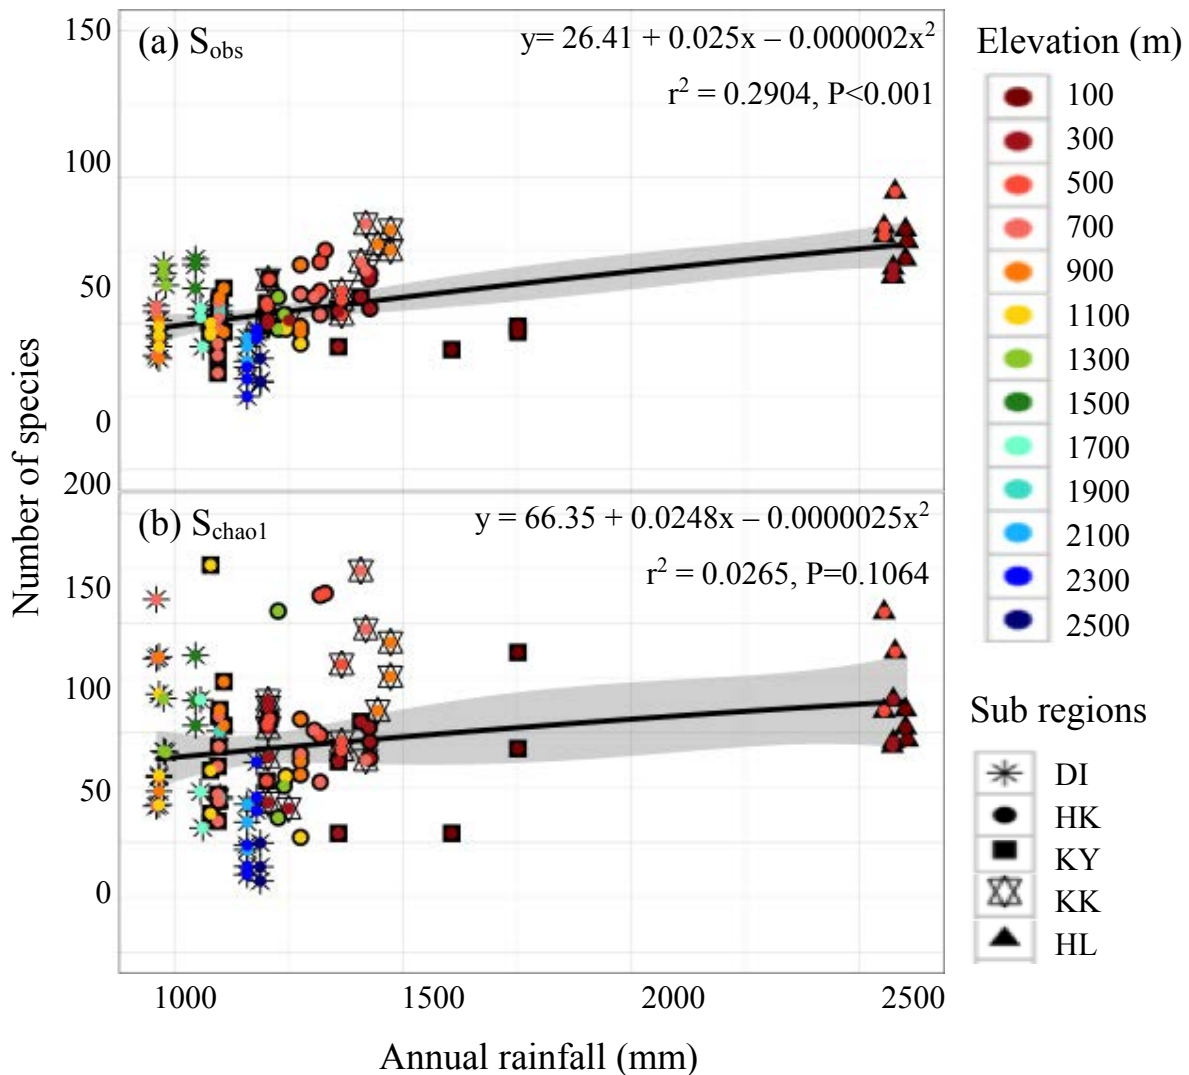 (a) S_obs
y= 26.41 + 0.025x – 0.000002x²
r² = 0.2904, P<0.001
150
100
50
0
Number of species
(b) S_chao1
y = 66.35 + 0.0248x – 0.0000025x²
r² = 0.0265, P=0.1064
200
150
100
50
0
1000 1500 2000 2500
Annual rainfall (mm)
Elevation (m)
100
300
500
700
900
1100
1300
1500
1700
1900
2100
2300
2500
Sub regions
DI
HK
KY
KK
HL